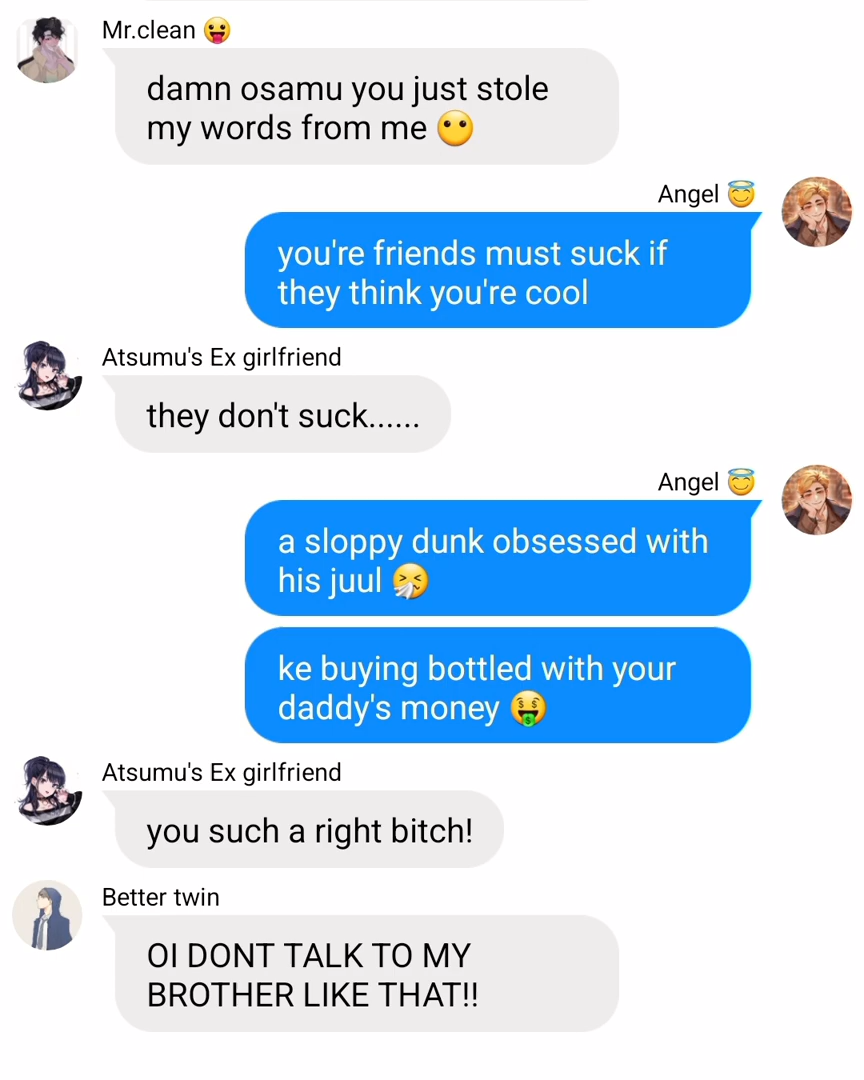 Mr.clean 😛
damn osamu you just stole
my words from me 😶
Angel 😇
you're friends must suck if
they think you're cool
Atsumu's Ex girlfriend
they don't suck......
Angel 😇
a sloppy dunk obsessed with
his juul 🤧
ke buying bottled with your
daddy's money 🤑
Atsumu's Ex girlfriend
you such a right bitch!
Better twin
OI DONT TALK TO MY
BROTHER LIKE THAT!!